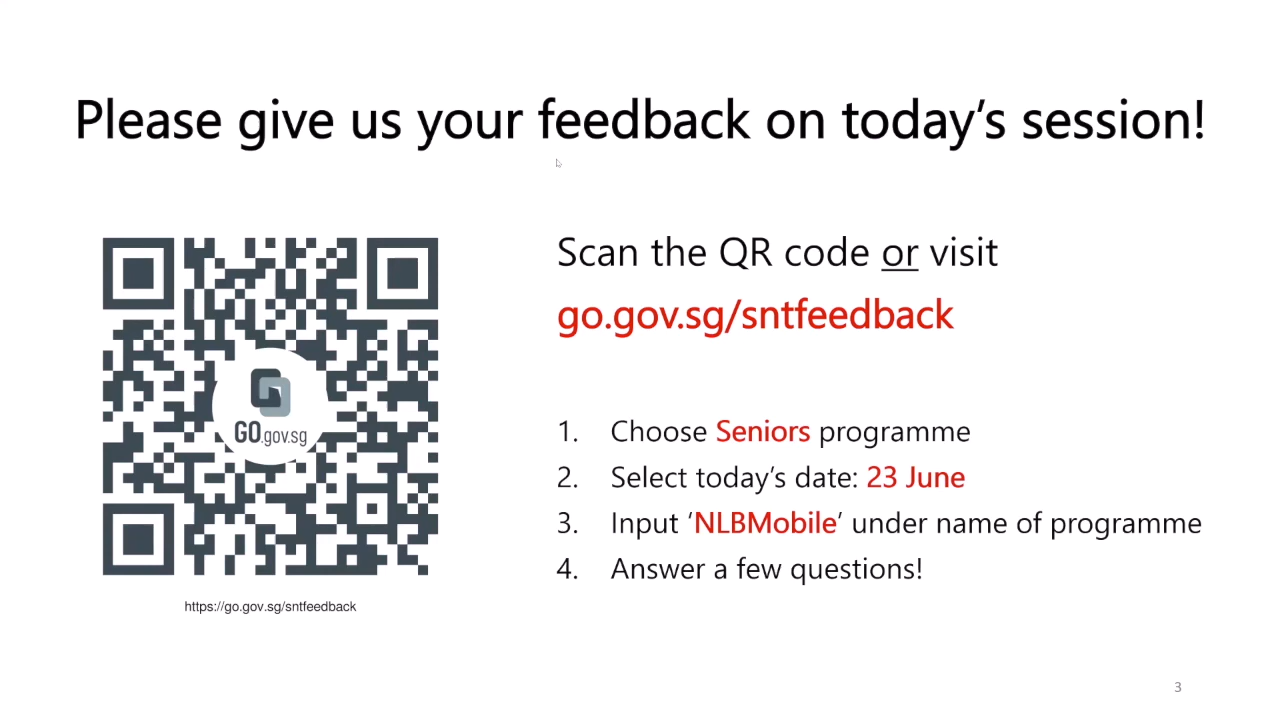 Please give us your feedback on today's session!
Scan the QR code or visit
go.gov.sg/sntfeedback
GO.gov.sg
1. Choose Seniors programme
2. Select today's date: 23 June
3. Input ‘NLBMobile’ under name of programme
4. Answer a few questions!
https://go.gov.sg/sntfeedback
3